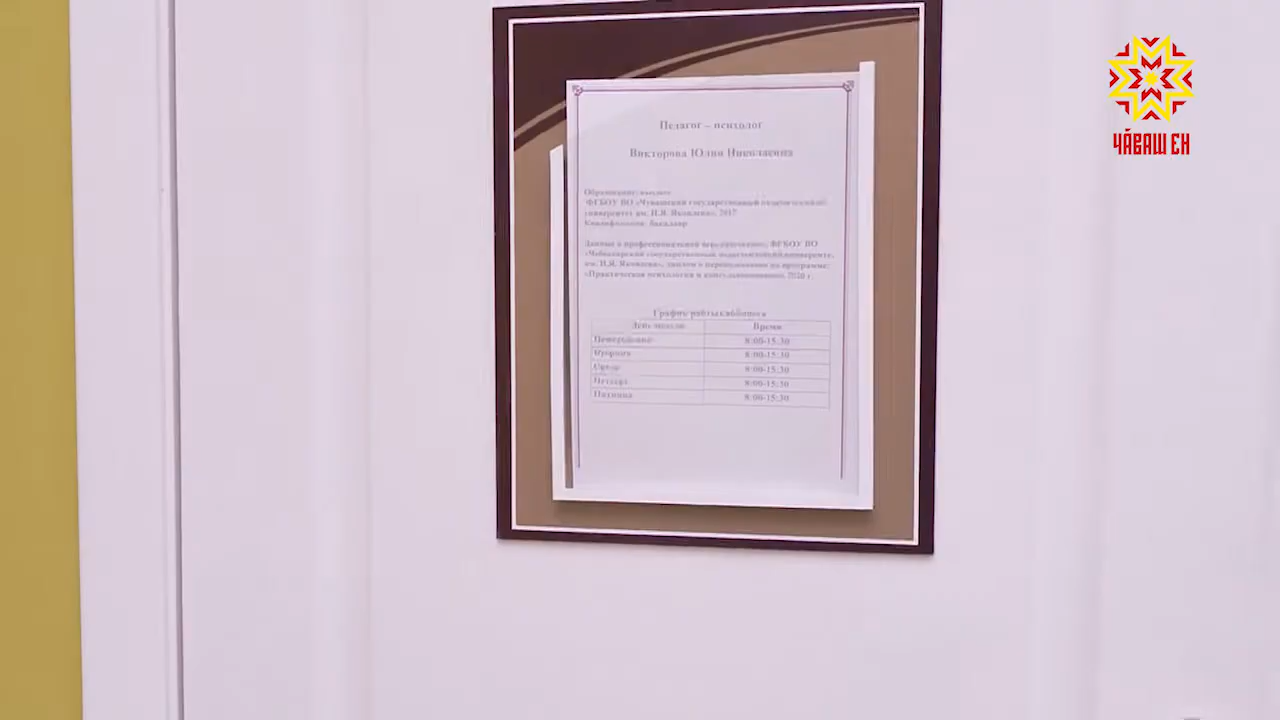 ЧӐВАШ ЕН
Педагог – психолог
Викторова Юлия Николаевна
Образование: высшее
ФГБОУ ВО «Чувашский государственный педагогический
университет им. И.Я. Яковлева», 2017
Квалификация: бакалавр
Данные о профессиональной переподготовке: ФГБОУ ВО
«Чувашский государственный педагогический университет
им. И.Я. Яковлева», диплом о переподготовке по программе:
«Практическая психология и консультирование» 2020 г.
График работы кабинета
День недели Время
Понедельник 8:00-15:30
Вторник 8:00-15:30
Среда 8:00-15:30
Четверг 8:00-15:30
Пятница 8:00-15:30